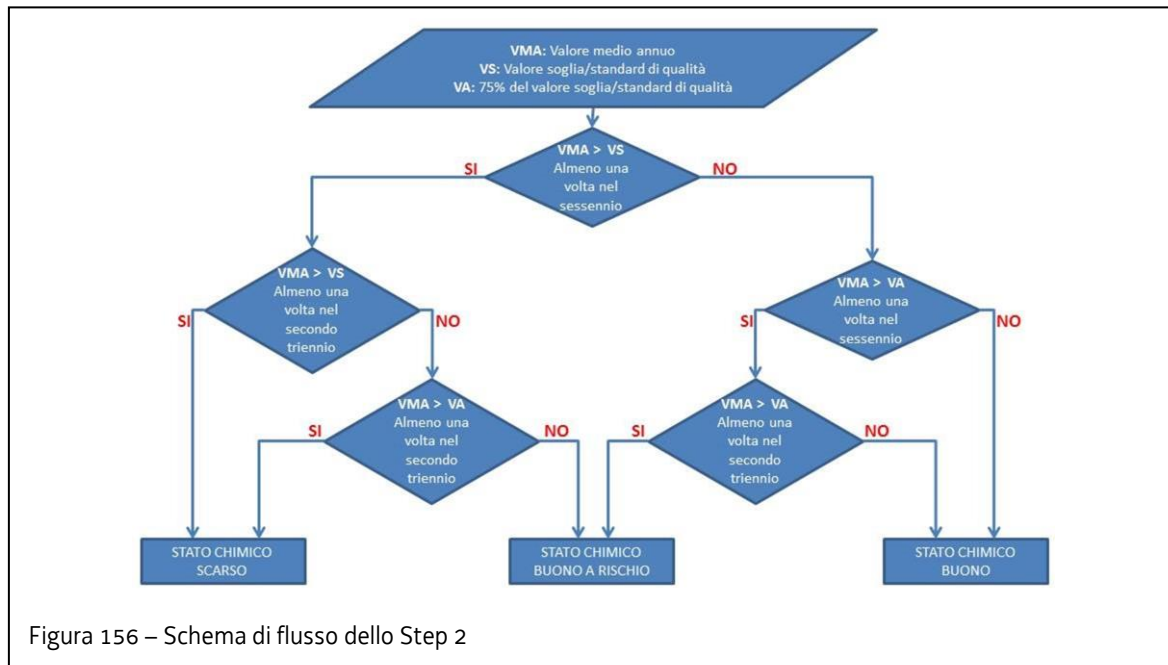 VMA: Valore medio annuo
VS: Valore soglia/standard di qualità
VA: 75% del valore soglia/standard di qualità
VMA > VS
Almeno una
volta nel
sessennio
SI
NO
VMA > VS
Almeno una
volta nel
secondo
triennio
SI
NO
VMA > VA
Almeno una
volta nel
sessennio
SI
NO
VMA > VA
Almeno una
volta nel
secondo
triennio
SI
NO
VMA > VA
Almeno una
volta nel
secondo
triennio
SI
NO
STATO CHIMICO
SCARSO
STATO CHIMICO
BUONO A RISCHIO
STATO CHIMICO
BUONO
Figura 156 – Schema di flusso dello Step 2